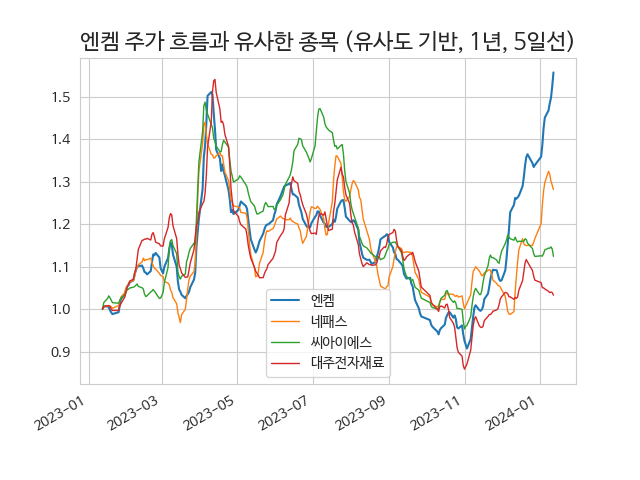 엔켐 주가 흐름과 유사한 종목 (유사도 기반, 1년, 5일선)
1.5
1.4
1.3
1.2
1.1
1.0
0.9
엔켐
네패스
씨아이에스
대주전자재료
2023-01
2023-03
2023-05
2023-07
2023-09
2023-11
2024-01